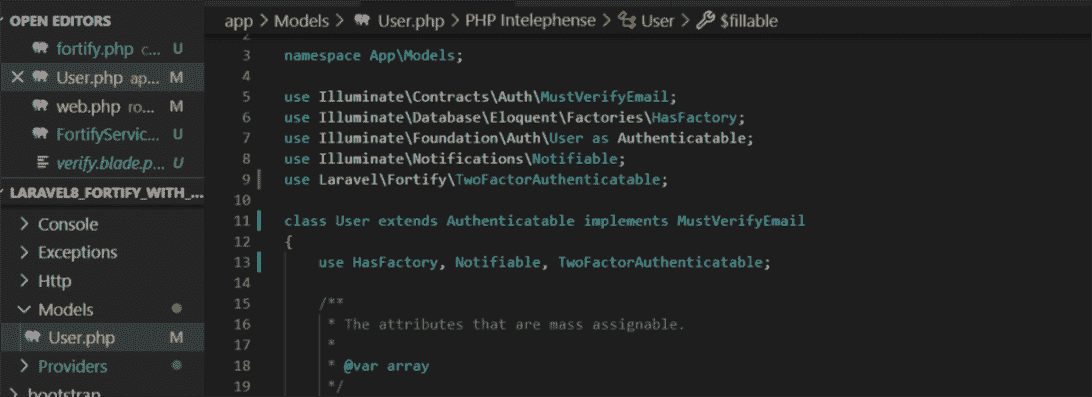 OPEN EDITORS
fortify.php c... U
User.php ap... M
web.php ro... M
FortifyServic... U
verify.blade.p... U
LARAVEL8_FORTIFY_WITH_...
Console
Exceptions
Http
Models
User.php M
Providers
bootstrap
app > Models > User.php > PHP Intelephense > User > $fillable
2
3 namespace App\Models;
4
5 use Illuminate\Contracts\Auth\MustVerifyEmail;
6 use Illuminate\Database\Eloquent\Factories\HasFactory;
7 use Illuminate\Foundation\Auth\User as Authenticatable;
8 use Illuminate\Notifications\Notifiable;
9 use Laravel\Fortify\TwoFactorAuthenticatable;
10
11 class User extends Authenticatable implements MustVerifyEmail
12 {
13 use HasFactory, Notifiable, TwoFactorAuthenticatable;
14
15 /**
16 * The attributes that are mass assignable.
17 *
18 * @var array
19 */